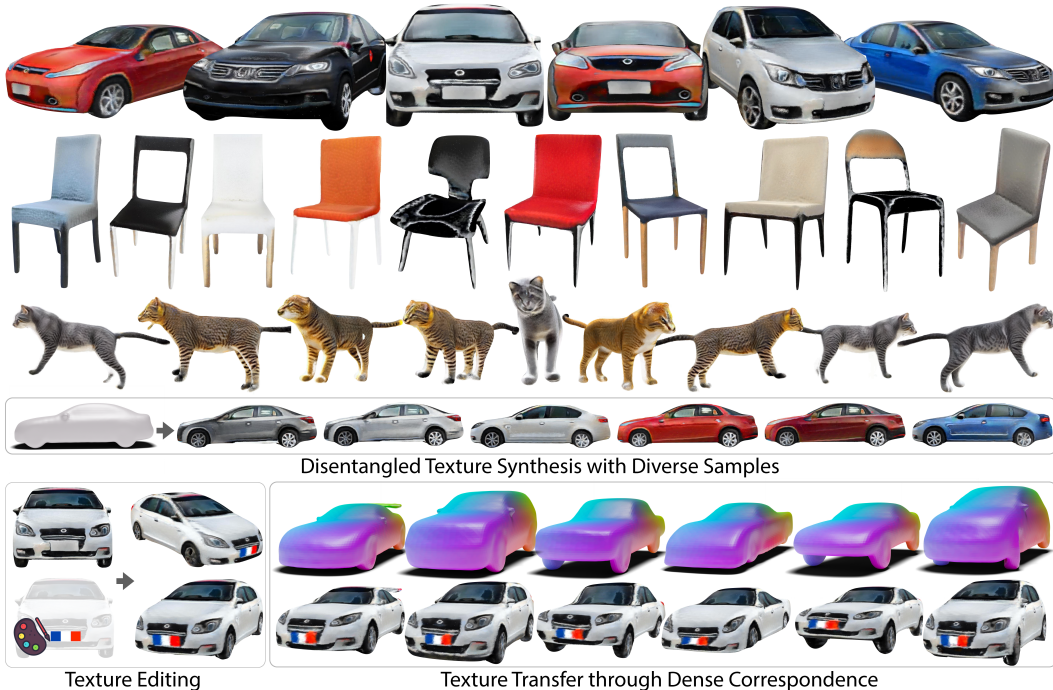 Disentangled Texture Synthesis with Diverse Samples
Texture Editing
Texture Transfer through Dense Correspondence